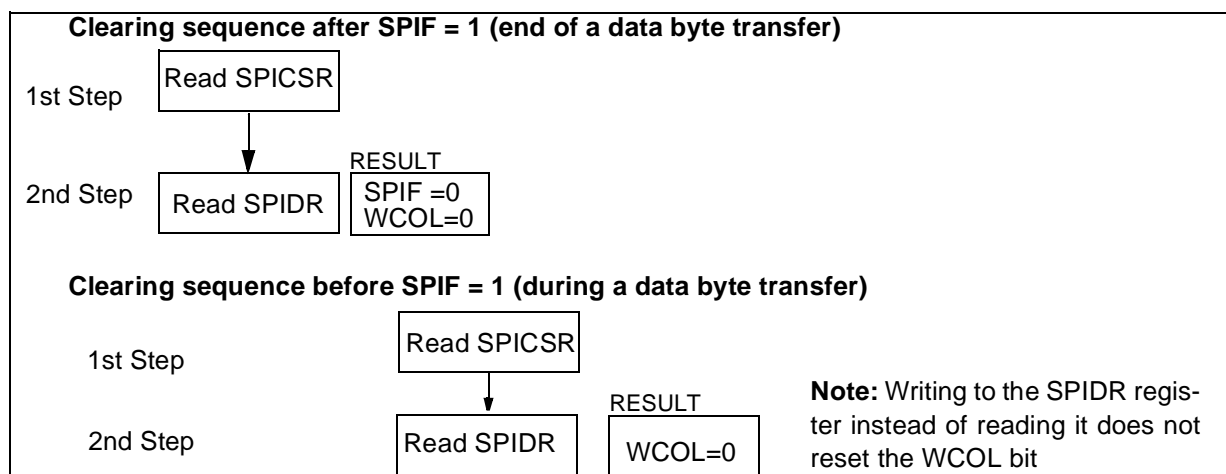 Clearing sequence after SPIF = 1 (end of a data byte transfer)
1st Step
Read SPICSR
2nd Step
Read SPIDR
RESULT
SPIF =0
WCOL=0
Clearing sequence before SPIF = 1 (during a data byte transfer)
1st Step
Read SPICSR
2nd Step
Read SPIDR
RESULT
WCOL=0
Note: Writing to the SPIDR regis-
ter instead of reading it does not
reset the WCOL bit